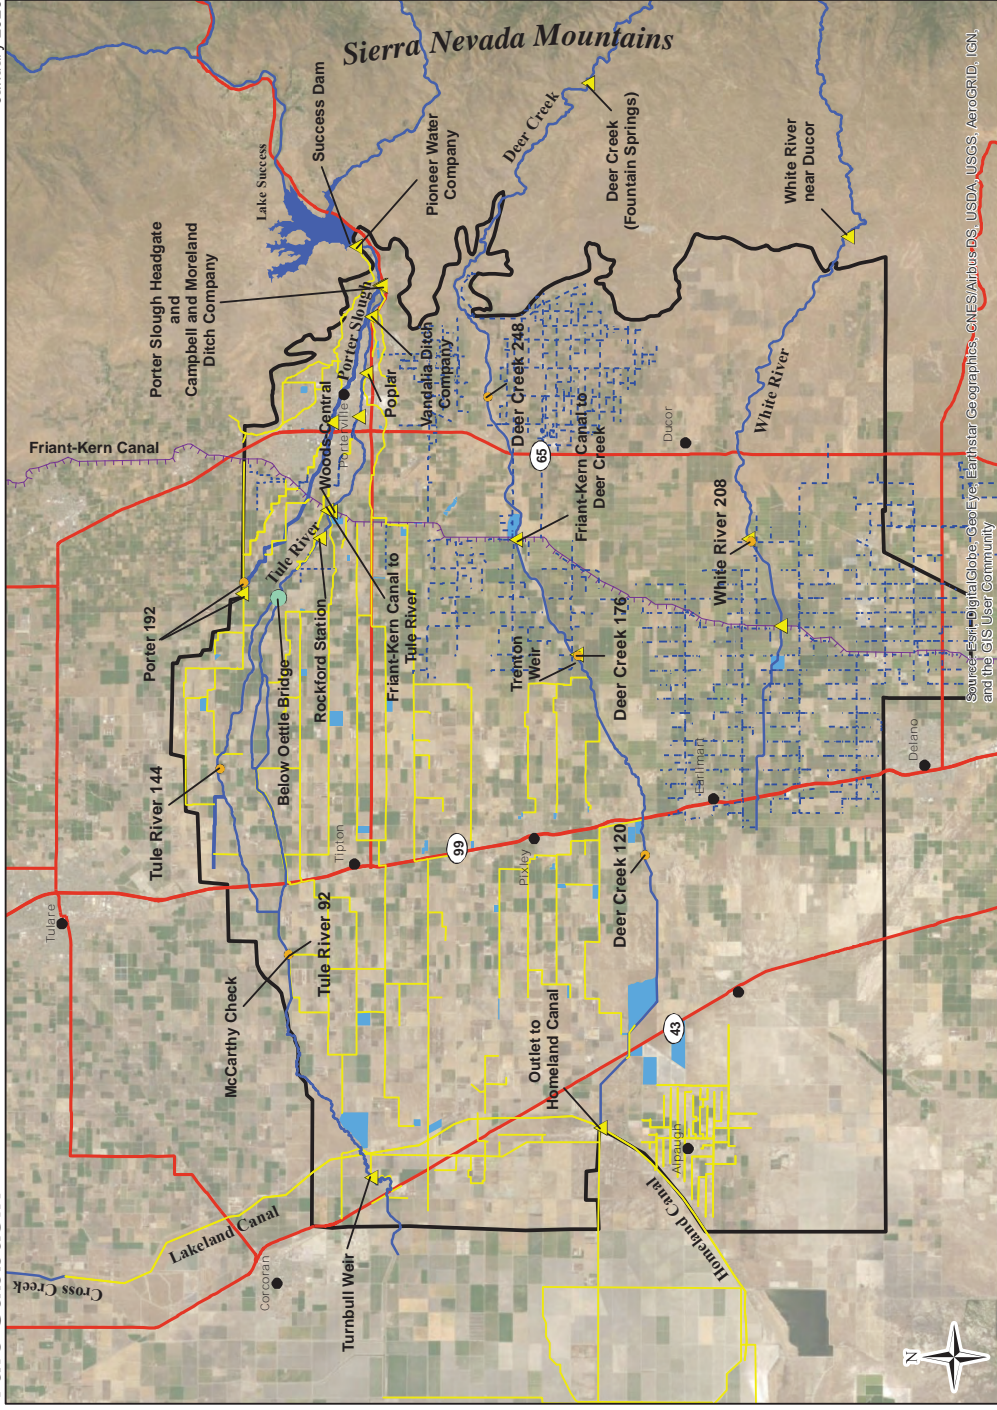 Sierra Nevada Mountains
Lake Success
Success Dam
Pioneer Water
Company
Deer Creek
Deer Creek
(Fountain Springs)
White River
near Ducor
Porter Slough Headgate
and
Campbell and Moreland
Ditch Company
Porter Slough
Vandalia Ditch
Company
Poplar
Woods Central
Porterville
Friant-Kern Canal
Deer Creek 248
65
Ducor
White River
Friant-Kern Canal to
Deer Creek
White River 208
Tule River
Porter 192
Rockford Station
Friant-Kern Canal to
Tule River
Below Oettle Bridge
Trenton
Weir
Deer Creek 176
Tule River 144
Tipton
99
Pixley
Earlimart
Delano
Deer Creek 120
Tulare
Tule River 92
McCarthy Check
Outlet to
Homeland Canal
43
Alpaugh
Homeland Canal
Lakeland Canal
Cross Creek
Corcoran
Turnbull Weir
N
Source: Esri, DigitalGlobe, GeoEye, Earthstar Geographics, CNES/Airbus DS, USDA, USGS, AeroGRID, IGN,
and the GIS User Community